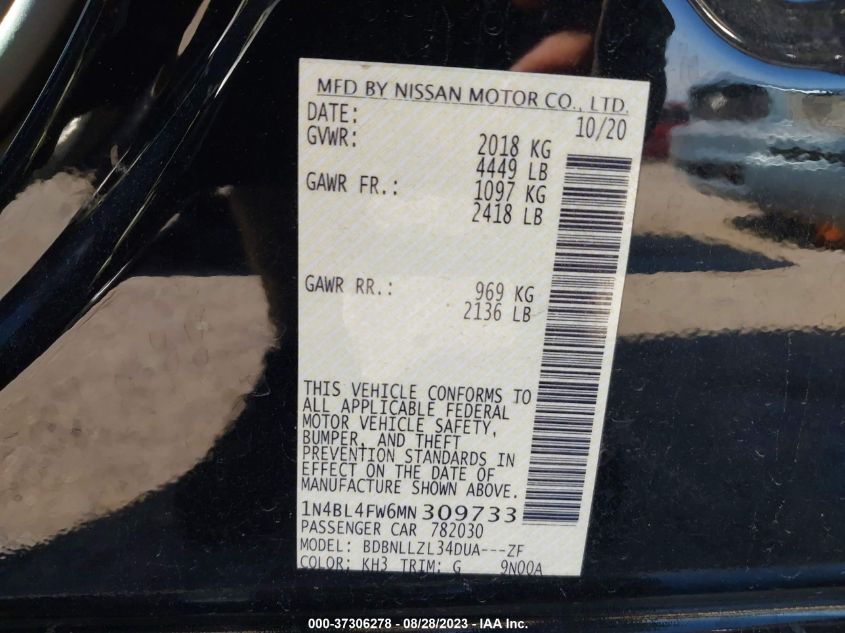 MFD BY NISSAN MOTOR CO., LTD.
DATE: 10/20
GVWR: 2018 KG
4449 LB
GAWR FR.: 1097 KG
2418 LB
GAWR RR.: 969 KG
2136 LB
THIS VEHICLE CONFORMS TO
ALL APPLICABLE FEDERAL
MOTOR VEHICLE SAFETY,
BUMPER, AND THEFT
PREVENTION STANDARDS IN
EFFECT ON THE DATE OF
MANUFACTURE SHOWN ABOVE.
1N4BL4FW6MN309733
PASSENGER CAR 782030
MODEL: BDBNLLZL34DUA---ZF
COLOR: KH3 TRIM: G 9N00A
000-37306278 - 08/28/2023 - IAA Inc.